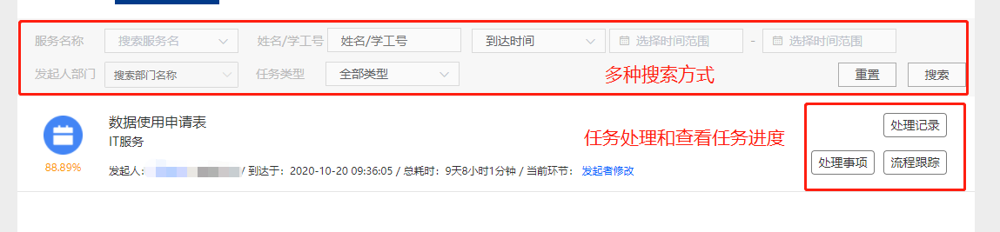 服务名称 搜索服务名 姓名/学工号 姓名/学工号 到达时间 选择时间范围 - 选择时间范围
发起人部门 搜索部门名称 任务类型 全部类型 多种搜索方式 重置 搜索
数据使用申请表
处理记录
IT服务
任务处理和查看任务进度
88.89%
处理事项 流程跟踪
发起人: / 到达于: 2020-10-20 09:36:05 / 总耗时: 9天8小时1分钟 / 当前环节: 发起者修改